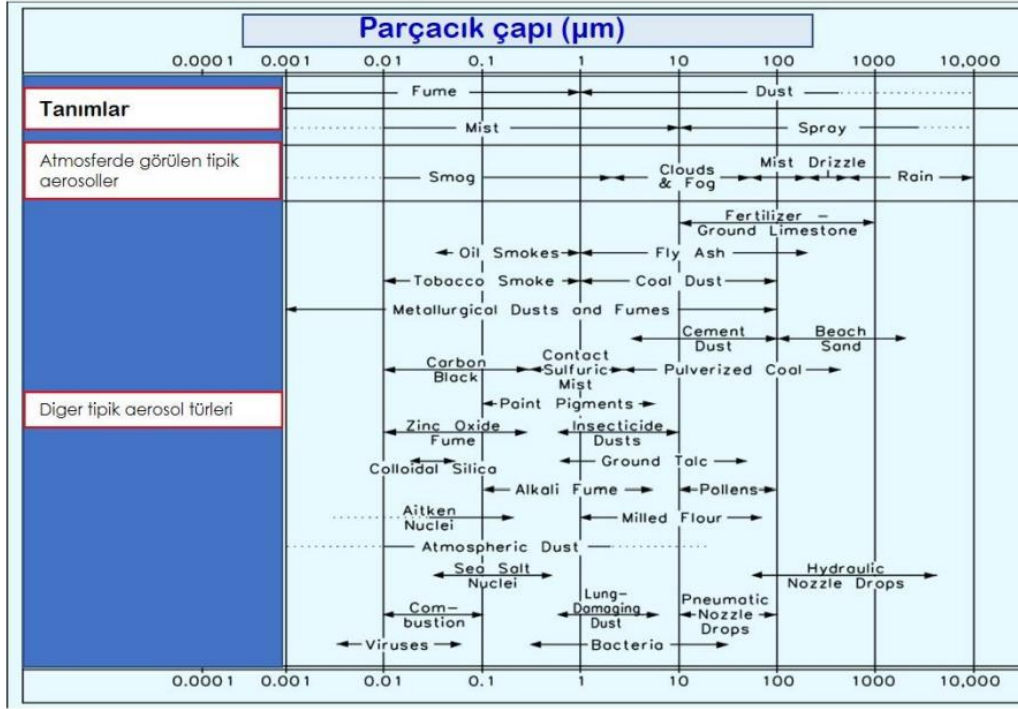 Parçacık çapı (µm)
0.0001 0.001 0.01 0.1 1 10 100 1000 10,000
Tanımlar
Fume Dust
Mist Spray
Atmosferde görülen tipik
aerosoller
Smog
Clouds
& Fog
Mist Drizzle
Rain
Fertilizer –
Ground Limestone
Oil Smokes Fly Ash
Tobacco Smoke Coal Dust
Metallurgical Dusts and Fumes
Cement
Dust
Beach
Sand
Carbon
Black
Contact
Sulfuric
Mist
Pulverized Coal
Diger tipik aerosol türleri
Paint Pigments
Zinc Oxide
Fume
Insecticide
Dusts
Colloidal Silica
Ground Talc
Alkali Fume Pollens
Aitken
Nuclei
Milled Flour
Atmospheric Dust
Sea Salt
Nuclei
Hydraulic
Nozzle Drops
Com-
bustion
Lung-
Damaging
Dust
Pneumatic
Nozzle
Drops
Viruses Bacteria
0.0001 0.001 0.01 0.1 1 10 100 1000 10,000